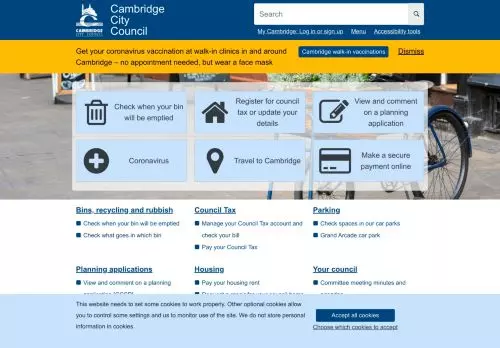 CAMBRIDGE
CITY COUNCIL
Cambridge
City
Council
Search
My Cambridge: Log in or sign up
Menu
Accessibility tools
Get your coronavirus vaccination at walk-in clinics in and around
Cambridge – no appointment needed, but wear a face mask
Cambridge walk-in vaccinations
Dismiss
Check when your bin
will be emptied
Register for council
tax or update your
details
View and comment
on a planning
application
Coronavirus
Travel to Cambridge
Make a secure
payment online
Bins, recycling and rubbish
Check when your bin will be emptied
Check what goes in which bin
Council Tax
Manage your Council Tax account and
check your bill
Pay your Council Tax
Parking
Check spaces in our car parks
Grand Arcade car park
Planning applications
View and comment on a planning
Housing
Pay your housing rent
Your council
Committee meeting minutes and
This website needs to set some cookies to work properly. Other optional cookies allow
you to control some settings and us to monitor use of the site. We do not store personal
information in cookies.
Accept all cookies
Choose which cookies to accept